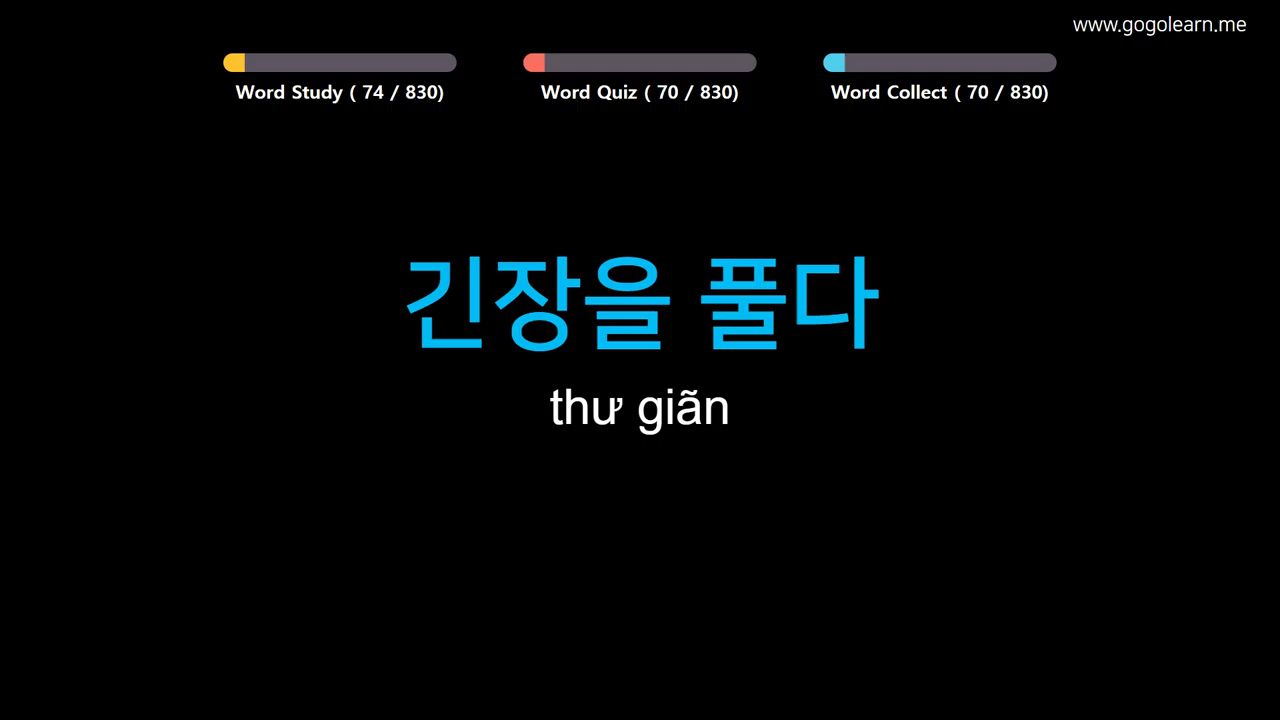 www.gogolearn.me
Word Study ( 74 / 830)
Word Quiz ( 70 / 830)
Word Collect ( 70 / 830)
긴장을 풀다
thư giãn